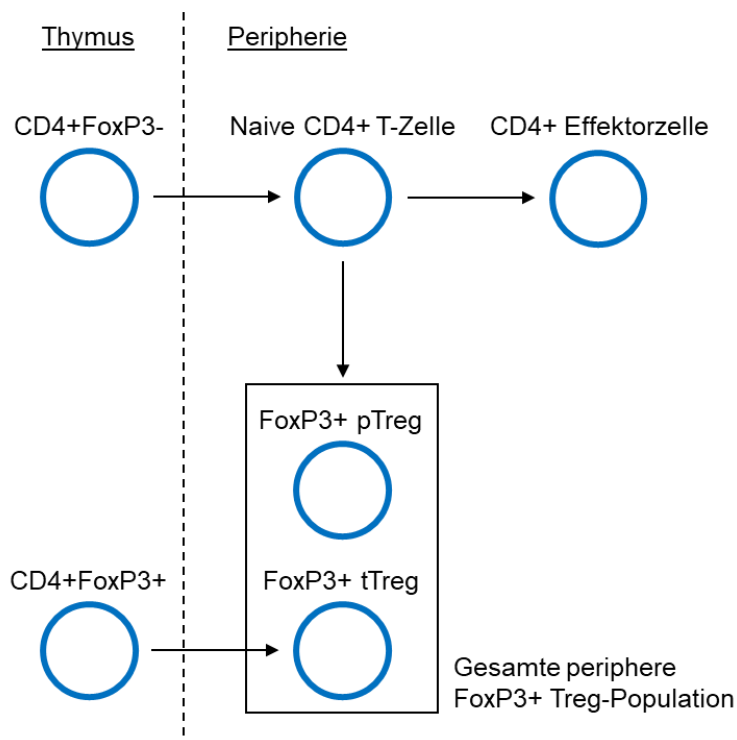 Thymus
Peripherie
CD4+FoxP3-
Naive CD4+ T-Zelle
CD4+ Effektorzelle
FoxP3+ pTreg
CD4+FoxP3+
FoxP3+ tTreg
Gesamte periphere
FoxP3+ Treg-Population